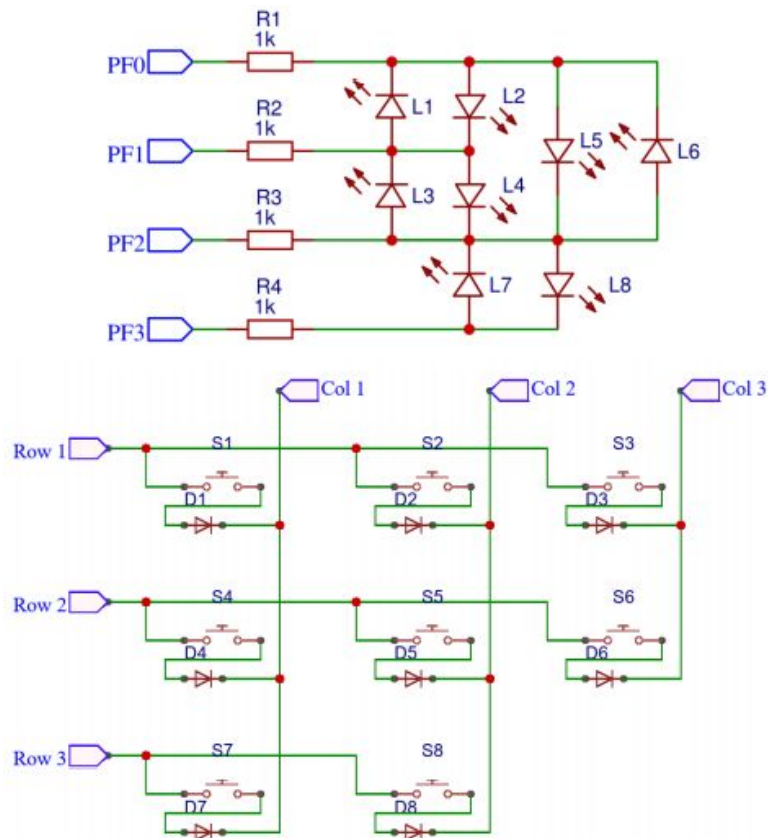 R1
1k
PF0
L1
L2
R2
1k
PF1
L5
L6
L3
L4
R3
1k
PF2
L7
L8
R4
1k
PF3
Col 1
Col 2
Col 3
Row 1
S1
S2
S3
D1
D2
D3
Row 2
S4
S5
S6
D4
D5
D6
Row 3
S7
S8
D7
D8